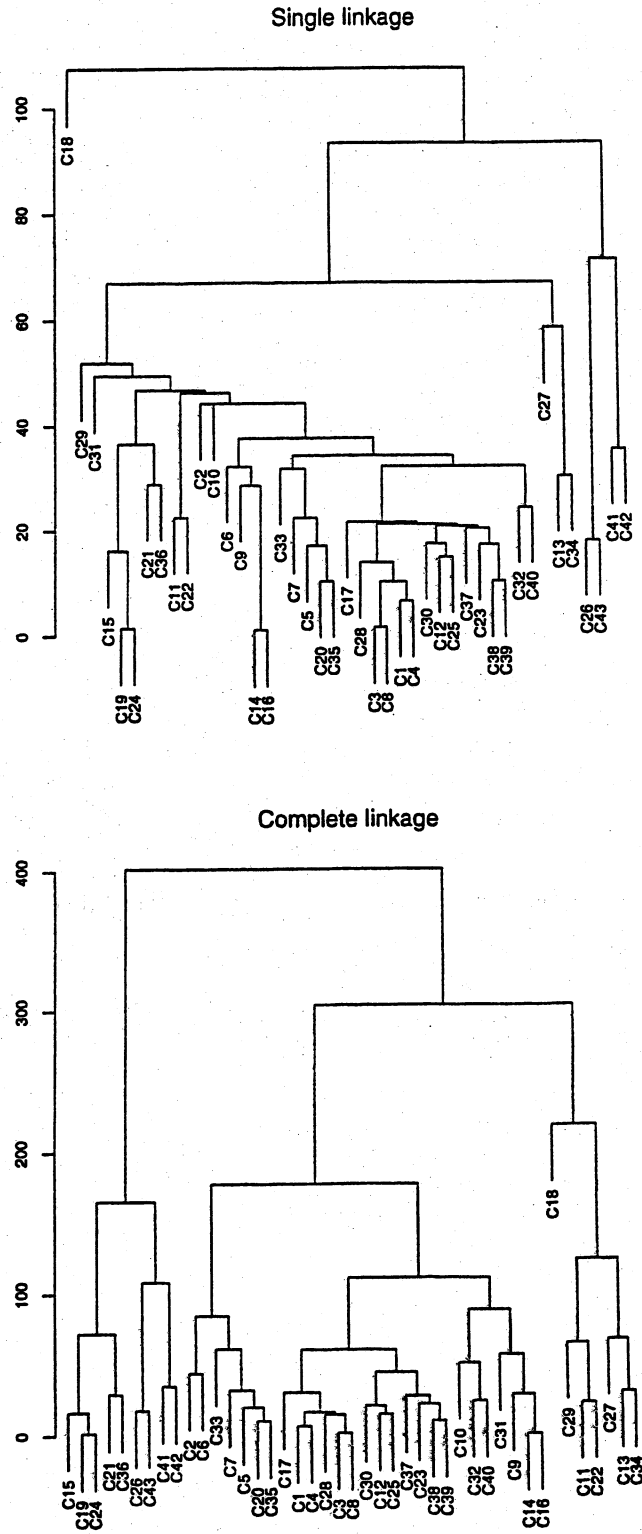 Single linkage
100
80
60
40
20
0
C18
C29
C31
C15
C19
C24
C21
C36
C11
C22
C2
C10
C6
C9
C14
C16
C33
C7
C5
C20
C35
C17
C28
C3
C8
C1
C4
C30
C12
C25
C37
C23
C38
C39
C32
C40
C27
C13
C34
C26
C43
C41
C42
Complete linkage
400
300
200
100
0
C15
C19
C24
C21
C36
C26
C43
C41
C42
C2
C6
C33
C7
C5
C20
C35
C17
C1
C4
C28
C3
C8
C30
C12
C25
C37
C23
C38
C39
C10
C32
C40
C31
C9
C14
C16
C18
C29
C11
C22
C27
C13
C34